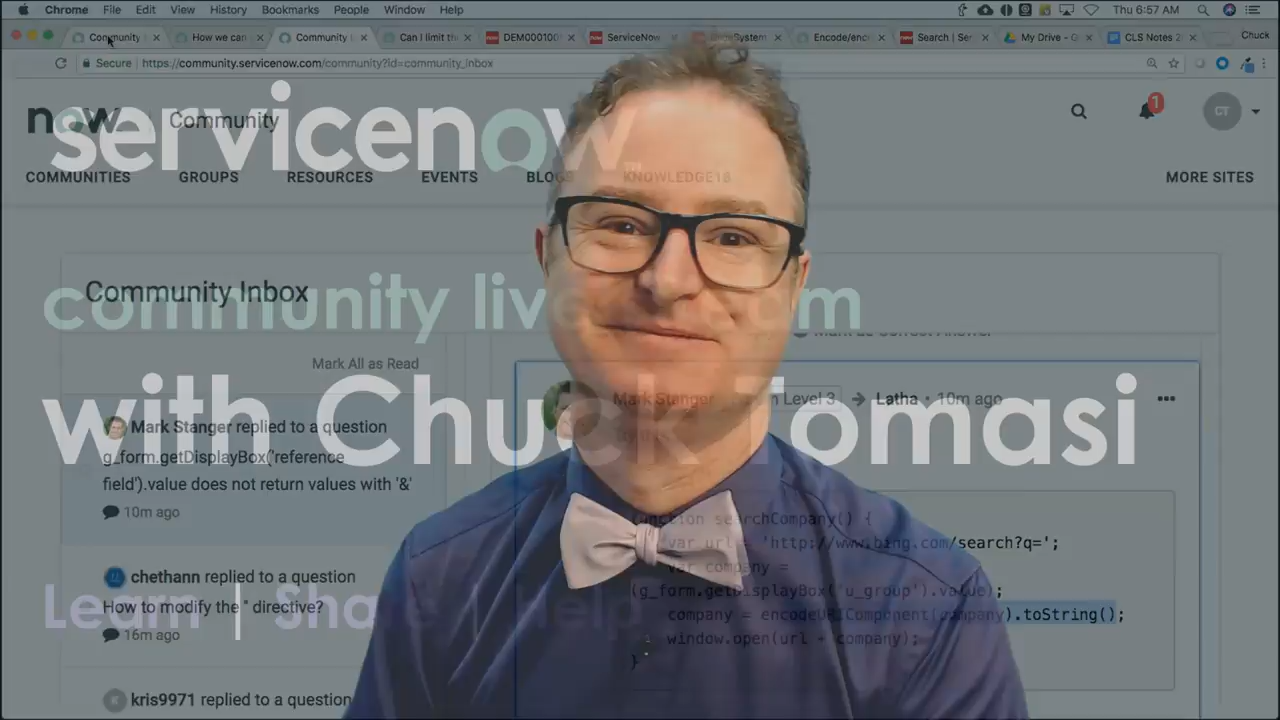 Chrome File Edit View History Bookmarks People Window Help Thu 6:57 AM
Community How we can Community Can I limit the DEM000100 ServiceNow System Encode/enc Search | Ser My Drive - G CLS Notes 2 Chuck
Secure https://community.servicenow.com/community?id=community_inbox
now Community 1 CT
servicenow
COMMUNITIES GROUPS RESOURCES EVENTS BLOGS KNOWLEDGE18 MORE SITES
Community Inbox
community live
Mark All as Read
with Chuck Tomasi
Mark Stanger replied to a question
g_form.getDisplayBox('reference
field').value does not return values with '&'
10m ago
chethann replied to a question
How to modify the " directive?
16m ago
kris9971 replied to a question
Learn | Share | Help
Mark Stanger Level 3 → Latha • 10m ago
function searchCompany() {
var url = 'http://www.bing.com/search?q=';
var company =
(g_form.getDisplayBox('u_group').value);
company = encodeURIComponent(company).toString();
window.open(url + company);
}